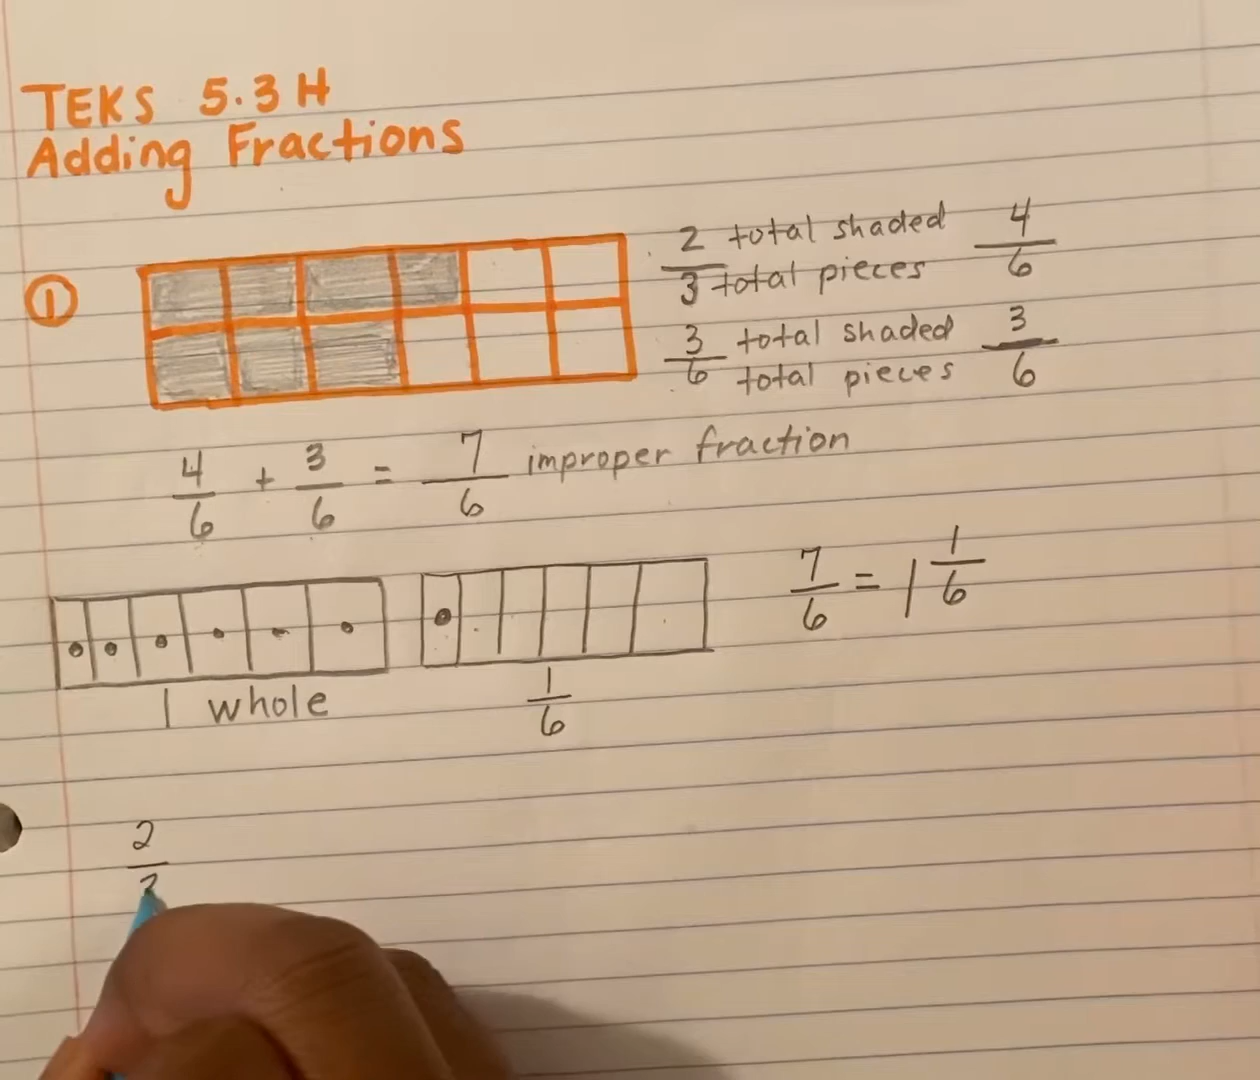 TEKS 5.3H
Adding Fractions
① 2/3 total shaded total pieces 4/6
3/6 total shaded total pieces 3/6
4/6 + 3/6 = 7/6 improper fraction
7/6 = 1 1/6
1 whole 1/6
2